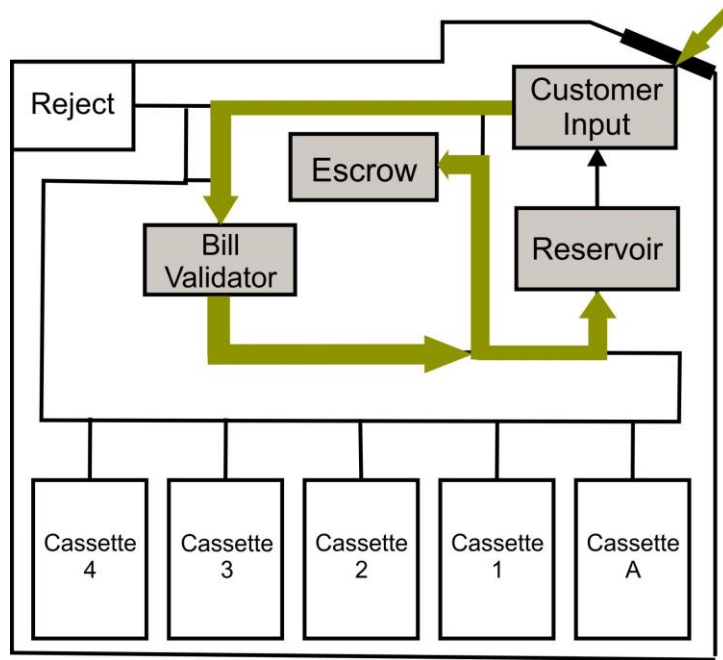 Reject
Customer
Input
Escrow
Bill
Validator
Reservoir
Cassette
4
Cassette
3
Cassette
2
Cassette
1
Cassette
A